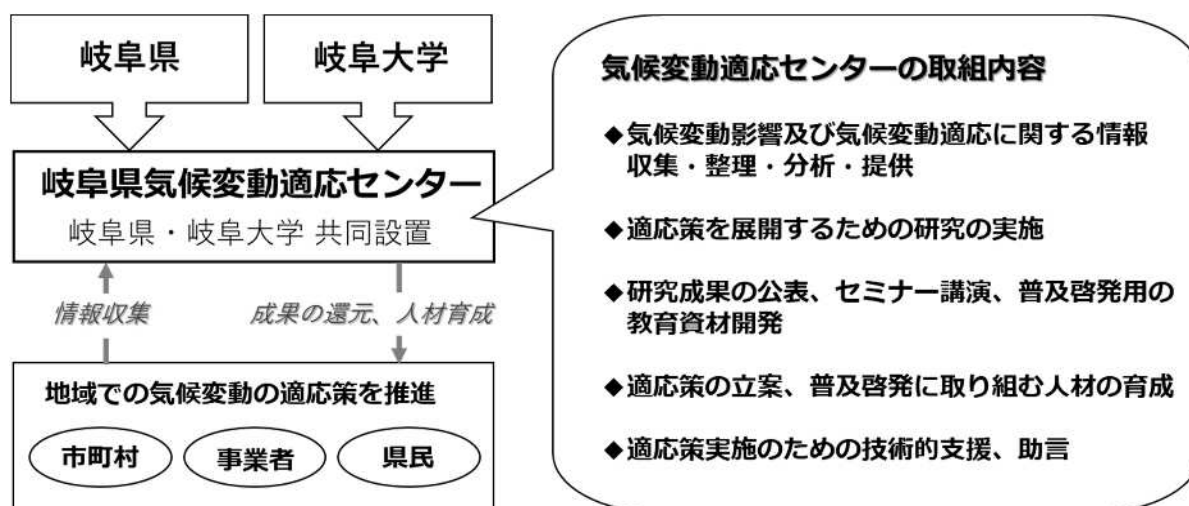 岐阜県
岐阜大学
岐阜県気候変動適応センター
岐阜県・岐阜大学 共同設置
情報収集
成果の還元、人材育成
地域での気候変動の適応策を推進
市町村
事業者
県民
気候変動適応センターの取組内容
◆気候変動影響及び気候変動適応に関する情報
収集・整理・分析・提供
◆適応策を展開するための研究の実施
◆研究成果の公表、セミナー講演、普及啓発用の
教育資材開発
◆適応策の立案、普及啓発に取り組む人材の育成
◆適応策実施のための技術的支援、助言